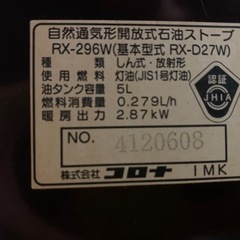 自然通気形開放式石油ストーブ
RX-296W(基本型式 RX-D27W)
種類 しん式・放射形
使用燃料 灯油(JIS1号灯油)
油タンク容量 5L
燃料消費量 0.279L/h
暖房出力 2.87kW
認証
JHIA
NO. 4120608
株式会社 コロナ 1MK